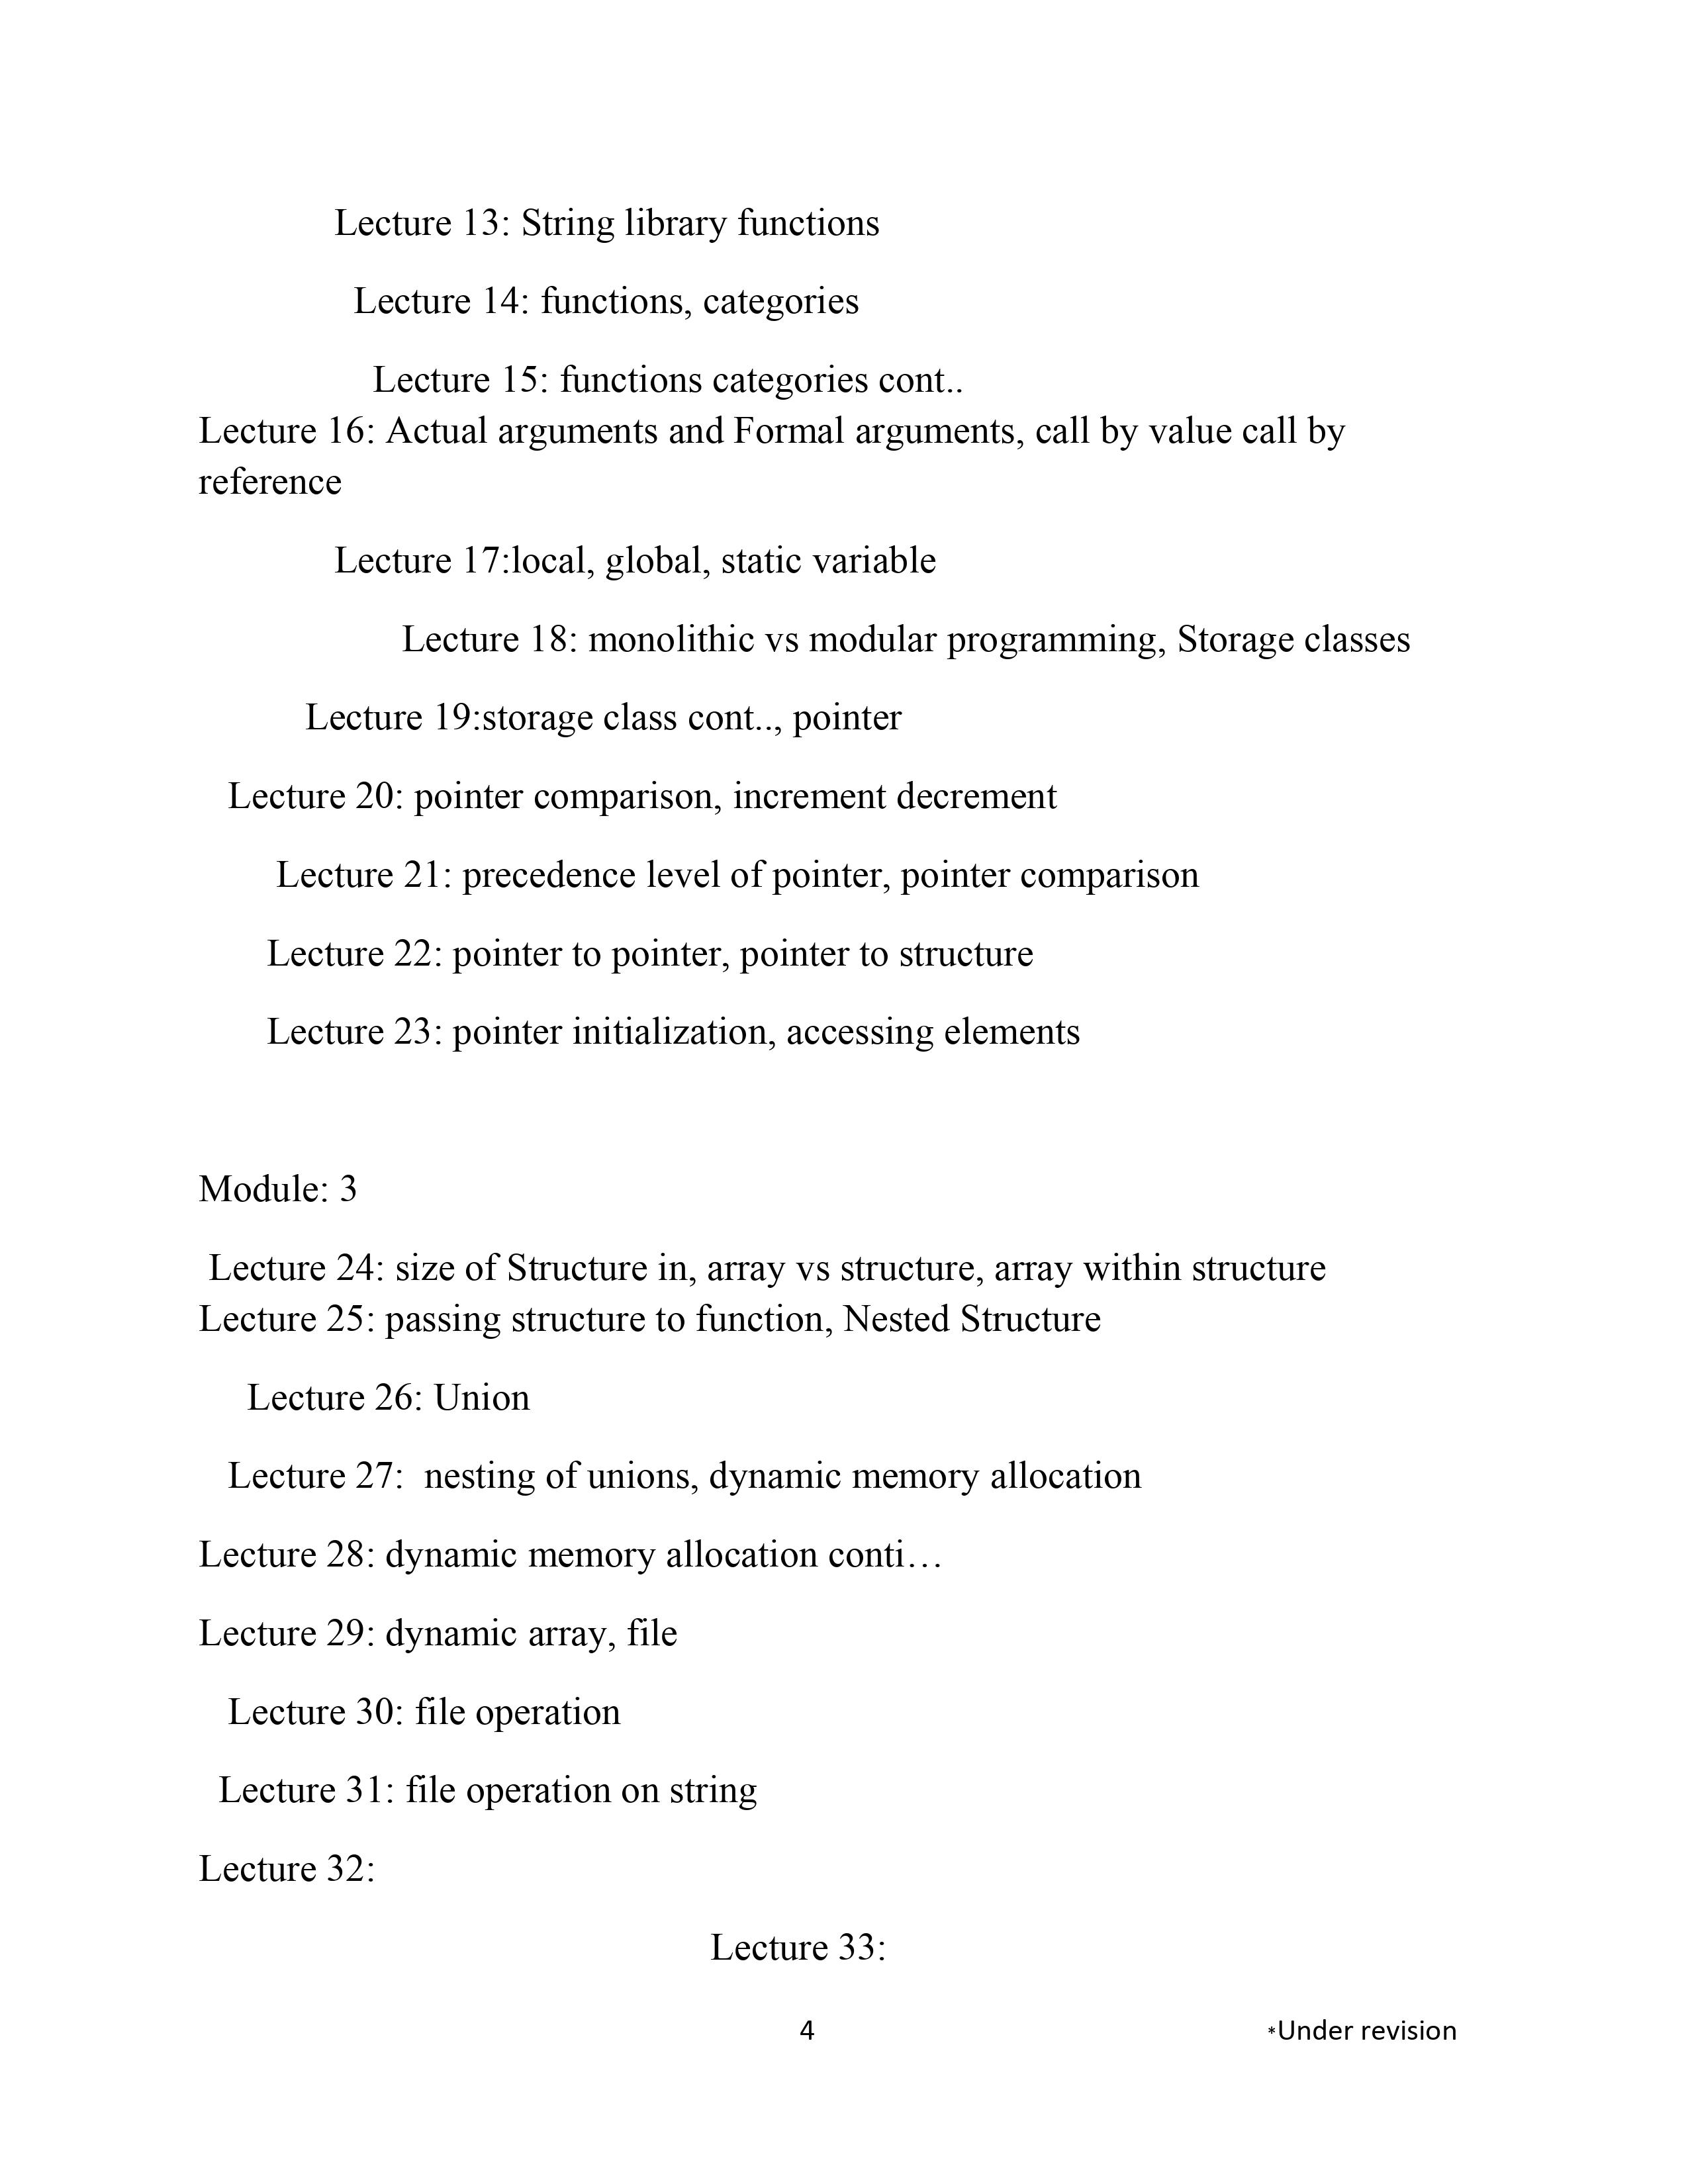 Lecture 13: String library functions
Lecture 14: functions, categories
Lecture 15: functions categories cont..
Lecture 16: Actual arguments and Formal arguments, call by value call by
reference
Lecture 17:local, global, static variable
Lecture 18: monolithic vs modular programming, Storage classes
Lecture 19:storage class cont.., pointer
Lecture 20: pointer comparison, increment decrement
Lecture 21: precedence level of pointer, pointer comparison
Lecture 22: pointer to pointer, pointer to structure
Lecture 23: pointer initialization, accessing elements
Module: 3
Lecture 24: size of Structure in, array vs structure, array within structure
Lecture 25: passing structure to function, Nested Structure
Lecture 26: Union
Lecture 27:  nesting of unions, dynamic memory allocation
Lecture 28: dynamic memory allocation conti…
Lecture 29: dynamic array, file
Lecture 30: file operation
Lecture 31: file operation on string
Lecture 32:
Lecture 33:
4 *Under revision